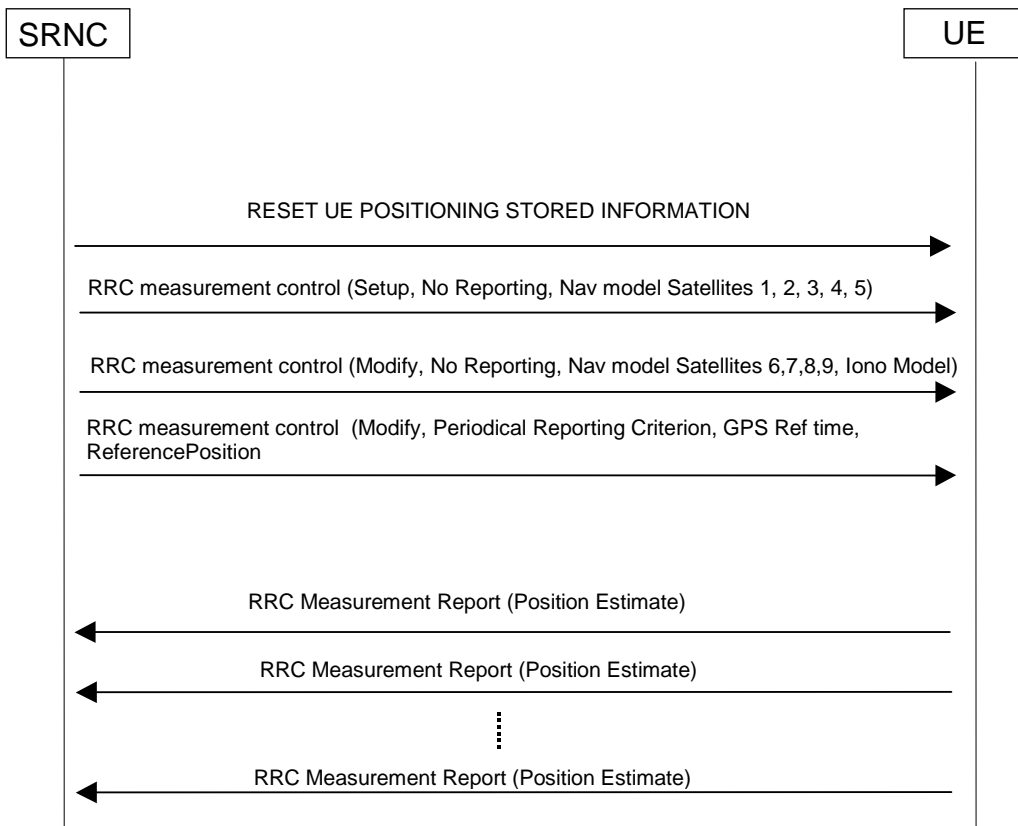 SRNC
UE
RESET UE POSITIONING STORED INFORMATION
RRC measurement control (Setup, No Reporting, Nav model Satellites 1, 2, 3, 4, 5)
RRC measurement control (Modify, No Reporting, Nav model Satellites 6,7,8,9, Iono Model)
RRC measurement control  (Modify, Periodical Reporting Criterion, GPS Ref time,
ReferencePosition
RRC Measurement Report (Position Estimate)
RRC Measurement Report (Position Estimate)
RRC Measurement Report (Position Estimate)